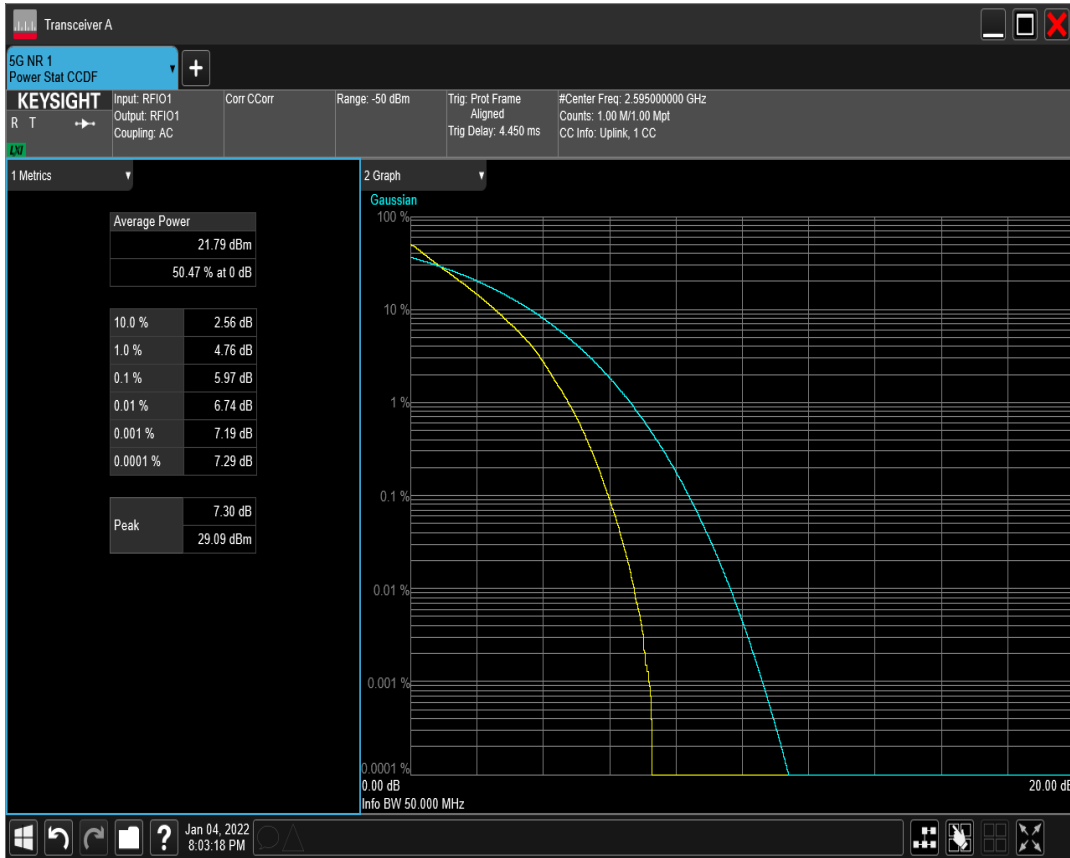 Transceiver A
5G NR 1
Power Stat CCDF
+
KEYSIGHT
R T
LXI
Input: RFIO1
Output: RFIO1
Coupling: AC
Corr CCorr
Range: -50 dBm
Trig: Prot Frame
Aligned
Trig Delay: 4.450 ms
#Center Freq: 2.595000000 GHz
Counts: 1.00 M/1.00 Mpt
CC Info: Uplink, 1 CC
1 Metrics
Average Power
21.79 dBm
50.47 % at 0 dB
10.0 % 2.56 dB
1.0 % 4.76 dB
0.1 % 5.97 dB
0.01 % 6.74 dB
0.001 % 7.19 dB
0.0001 % 7.29 dB
Peak 7.30 dB
29.09 dBm
2 Graph
Gaussian
100 %
10 %
1 %
0.1 %
0.01 %
0.001 %
0.0001 %
0.00 dB 20.00 dB
Info BW 50.000 MHz
? Jan 04, 2022
8:03:18 PM